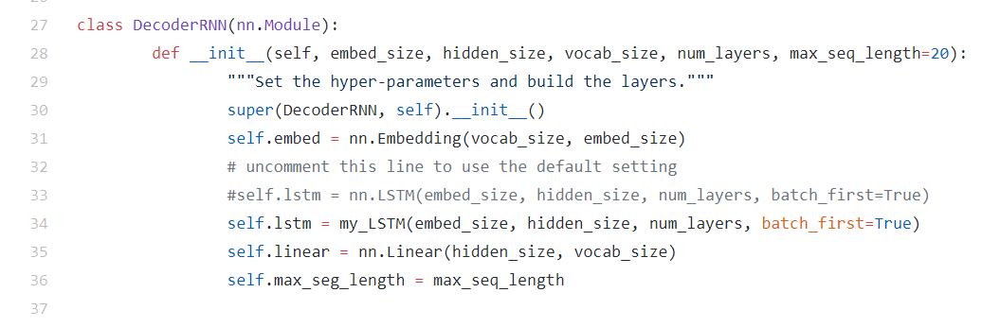 27 class DecoderRNN(nn.Module):
28 def __init__(self, embed_size, hidden_size, vocab_size, num_layers, max_seq_length=20):
29 """Set the hyper-parameters and build the layers."""
30 super(DecoderRNN, self).__init__()
31 self.embed = nn.Embedding(vocab_size, embed_size)
32 # uncomment this line to use the default setting
33 #self.lstm = nn.LSTM(embed_size, hidden_size, num_layers, batch_first=True)
34 self.lstm = my_LSTM(embed_size, hidden_size, num_layers, batch_first=True)
35 self.linear = nn.Linear(hidden_size, vocab_size)
36 self.max_seg_length = max_seq_length
37